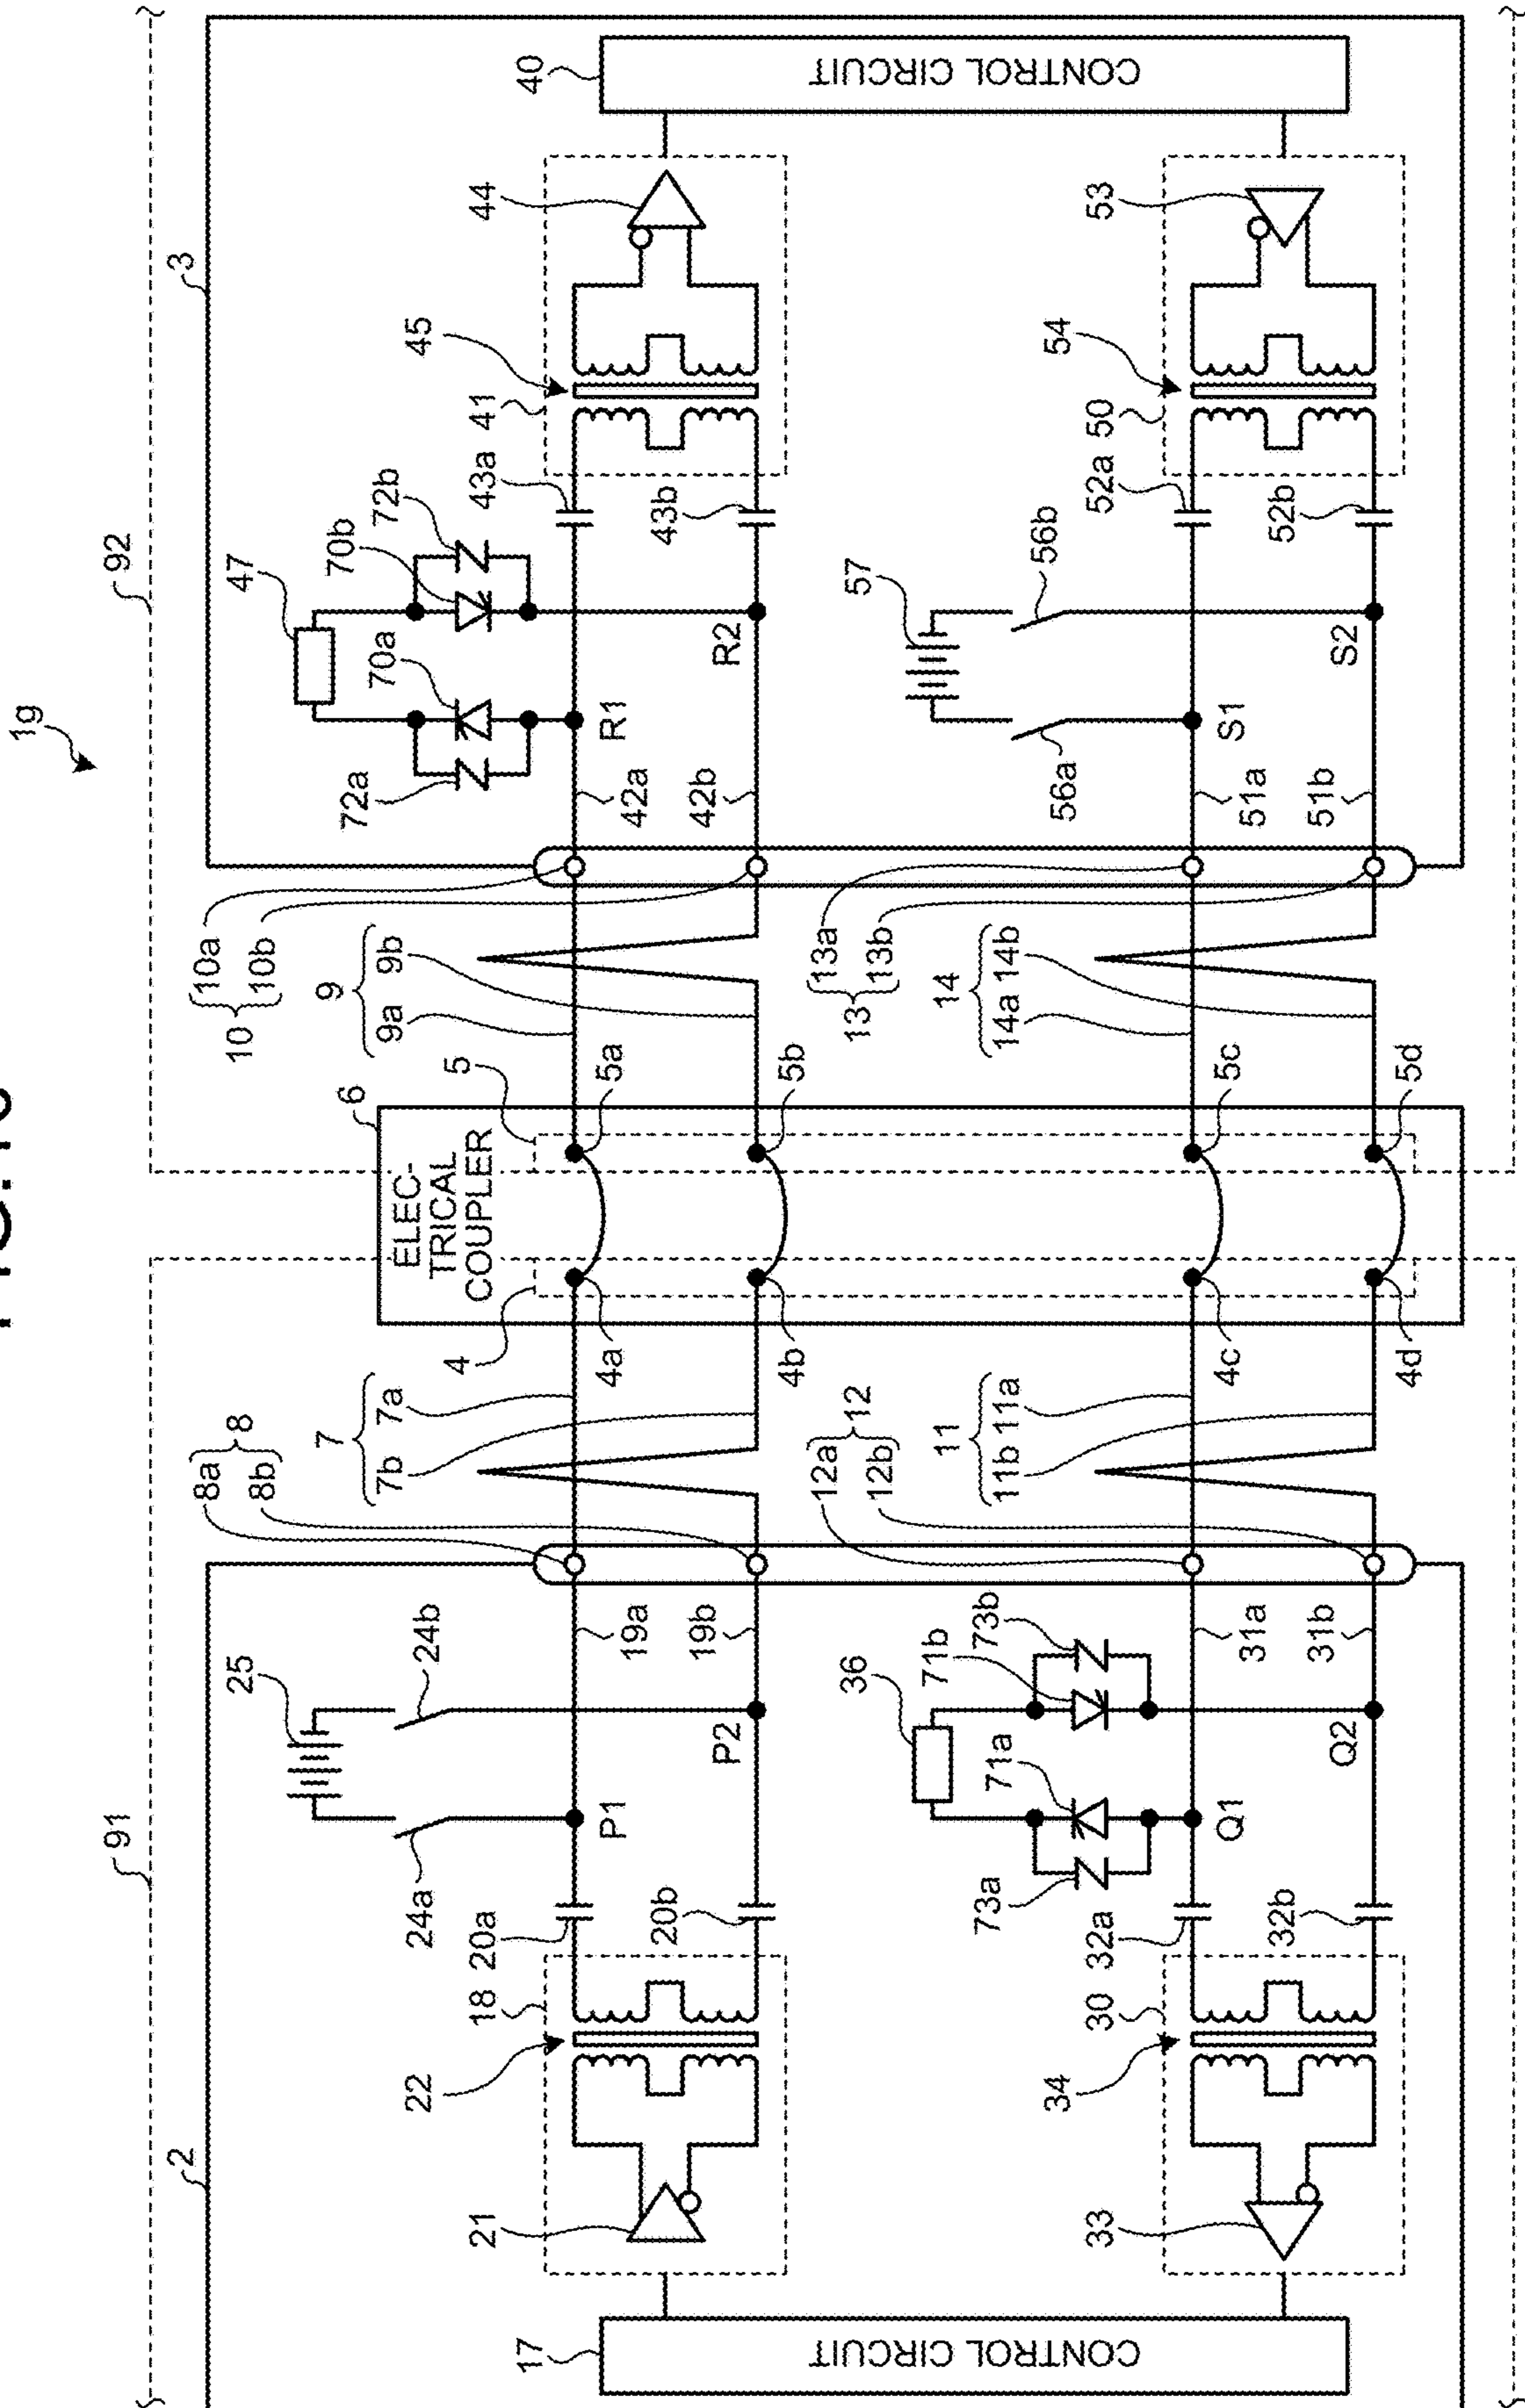 1g
91
92
2
3
25
8a
8b
8
10a
10b
10
47
7
7b 7a
9
9a 9b
24a
24b
4
6
5
ELEC-
TRICAL
COUPLER
72a
70a
70b
72b
22
18
20a
21
45
41
43a
44
17
40
P1
19a
4a
5a
42a
R1
20b
P2
19b
4b
5b
42b
R2
43b
CONTROL CIRCUIT
CONTROL CIRCUIT
36
12a
12b
12
13a
13b
13
57
11
11b 11a
14
14a 14b
73a
71a
71b
73b
56a
56b
34
30
32a
33
54
50
52a
53
Q1
31a
4c
5c
51a
S1
32b
Q2
31b
4d
5d
51b
S2
52b